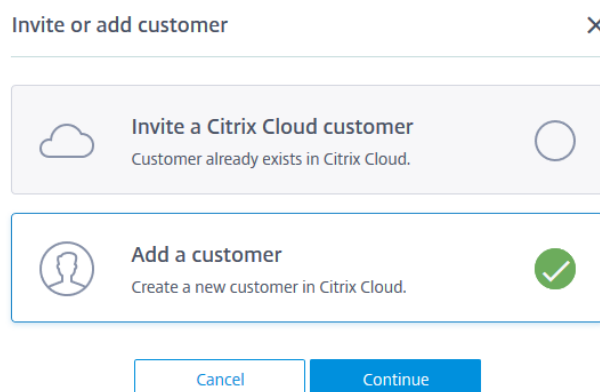 Invite or add customer
Invite a Citrix Cloud customer
Customer already exists in Citrix Cloud.
Add a customer
Create a new customer in Citrix Cloud.
Cancel Continue